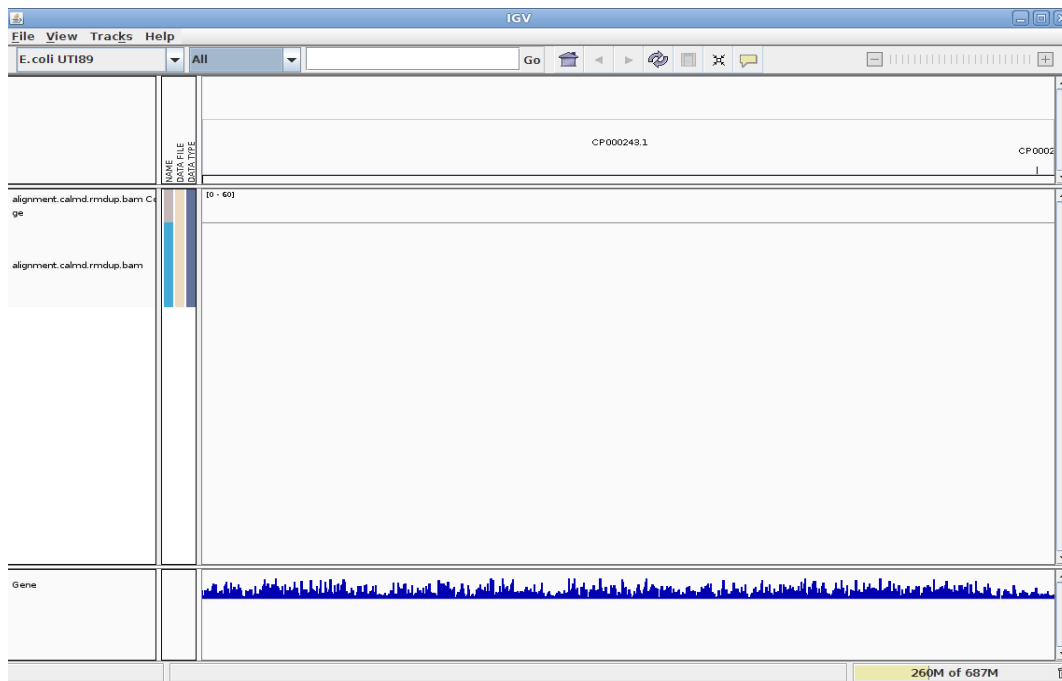 IGV
File View Tracks Help
E.coli UTI89 All Go
CP000243.1
CP0002
NAME
DATA FILE
DATA TYPE
alignment.calmd.rmdup.bam Co
ge
[0 - 60]
alignment.calmd.rmdup.bam
Gene
260M of 687M